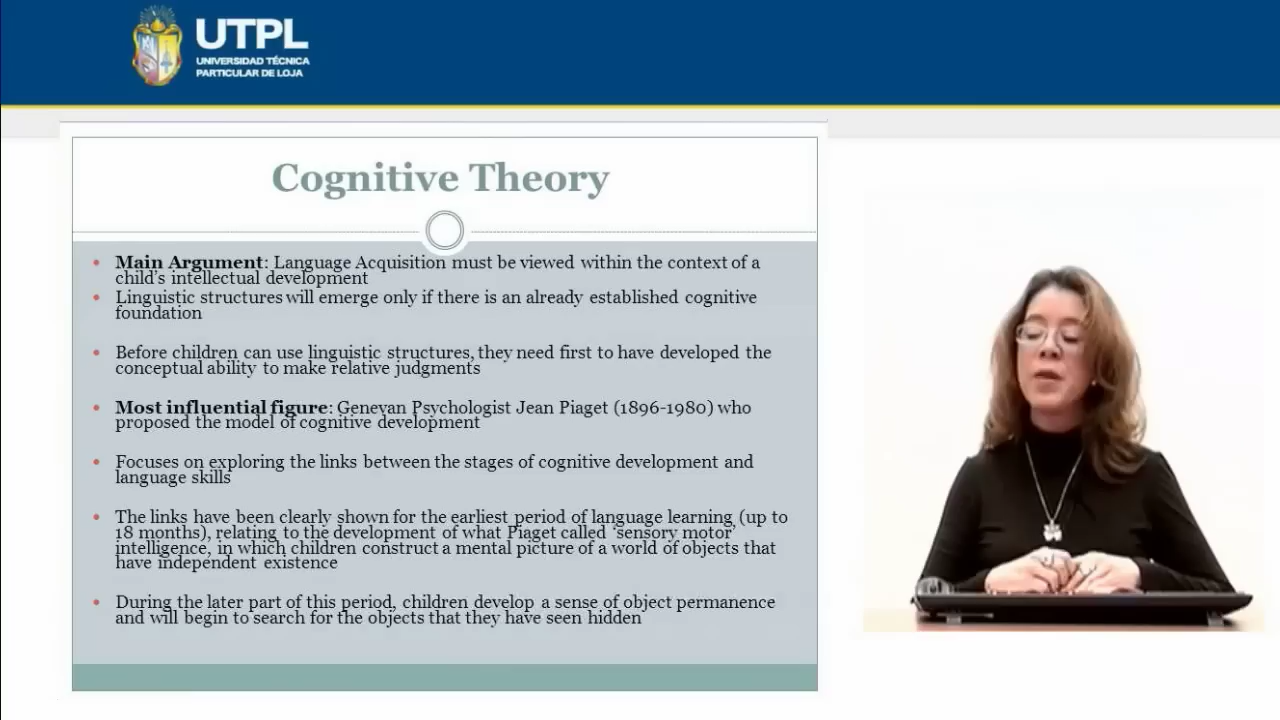 UTPL
UNIVERSIDAD TÉCNICA
PARTICULAR DE LOJA
Cognitive Theory
Main Argument: Language Acquisition must be viewed within the context of a
child's intellectual development
Linguistic structures will emerge only if there is an already established cognitive
foundation
Before children can use linguistic structures, they need first to have developed the
conceptual ability to make relative judgments
Most influential figure: Genevan Psychologist Jean Piaget (1896-1980) who
proposed the model of cognitive development
Focuses on exploring the links between the stages of cognitive development and
language skills
The links have been clearly shown for the earliest period of language learning (up to
18 months), relating to the development of what Piaget called 'sensory motor'
intelligence, in which children construct a mental picture of a world of objects that
have independent existence
During the later part of this period, children develop a sense of object permanence
and will begin to search for the objects that they have seen hidden